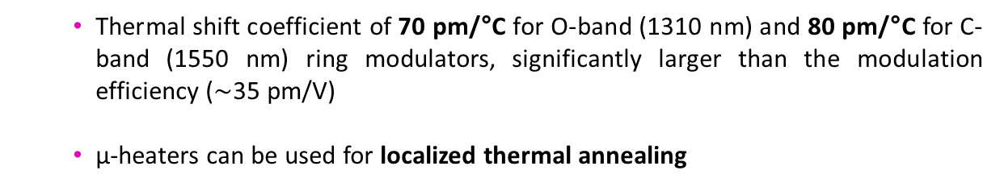 • Thermal shift coefficient of 70 pm/°C for O-band (1310 nm) and 80 pm/°C for C-
band (1550 nm) ring modulators, significantly larger than the modulation
efficiency (~35 pm/V)
• μ-heaters can be used for localized thermal annealing